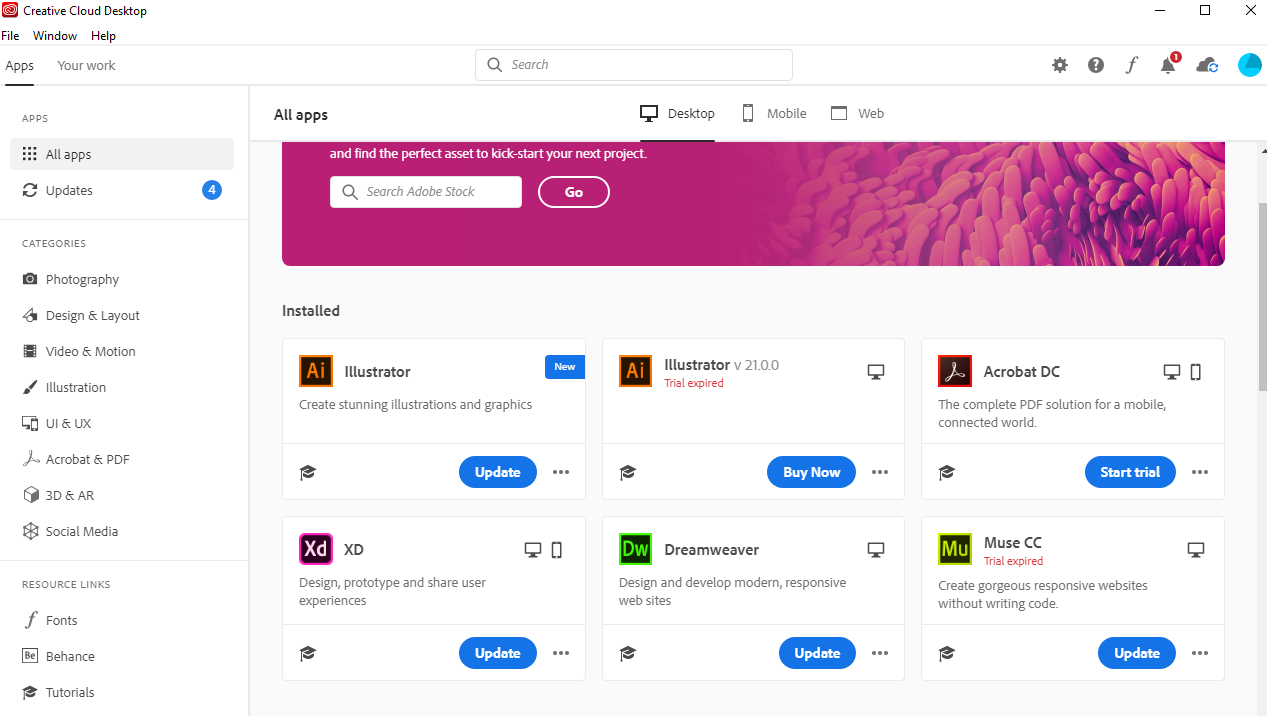 Creative Cloud Desktop
File Window Help
Apps Your work Search 1
APPS
All apps
Updates 4
CATEGORIES
Photography
Design & Layout
Video & Motion
Illustration
UI & UX
Acrobat & PDF
3D & AR
Social Media
RESOURCE LINKS
Fonts
Be Behance
Tutorials
All apps Desktop Mobile Web
and find the perfect asset to kick-start your next project.
Search Adobe Stock Go
Installed
Ai Illustrator New
Create stunning illustrations and graphics
Update
Ai Illustrator v 21.0.0
Trial expired
Buy Now
Acrobat DC
The complete PDF solution for a mobile,
connected world.
Start trial
Xd XD
Design, prototype and share user
experiences
Update
Dw Dreamweaver
Design and develop modern, responsive
web sites
Update
Mu Muse CC
Trial expired
Create gorgeous responsive websites
without writing code.
Update